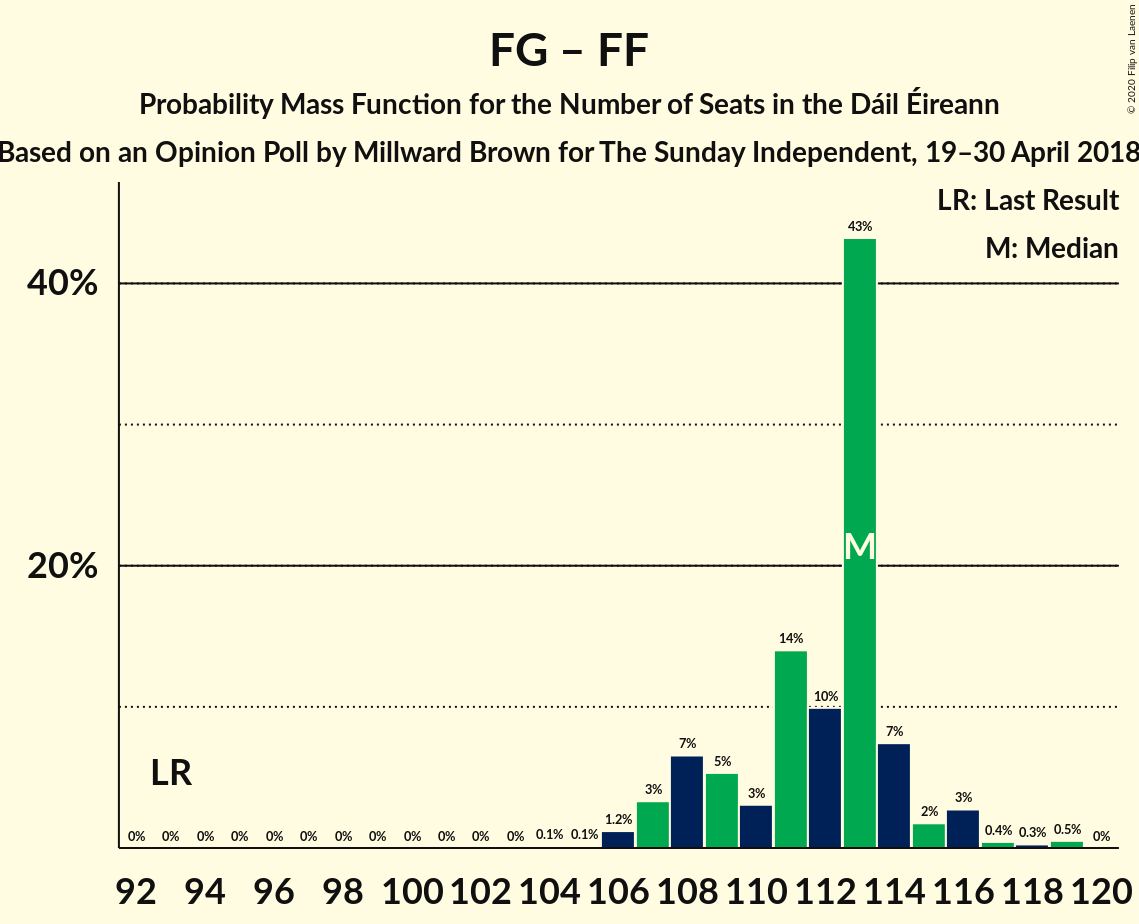 FG – FF
Probability Mass Function for the Number of Seats in the Dáil Éireann
Based on an Opinion Poll by Millward Brown for The Sunday Independent, 19–30 April 2018
© 2020 Filip van Laenen
LR: Last Result
M: Median
40%
20%
LR
M
0% 0% 0% 0% 0% 0% 0% 0% 0% 0% 0% 0% 0.1% 0.1% 1.2% 3% 7% 5% 3% 14% 10% 43% 7% 2% 3% 0.4% 0.3% 0.5% 0%
92 94 96 98 100 102 104 106 108 110 112 114 116 118 120